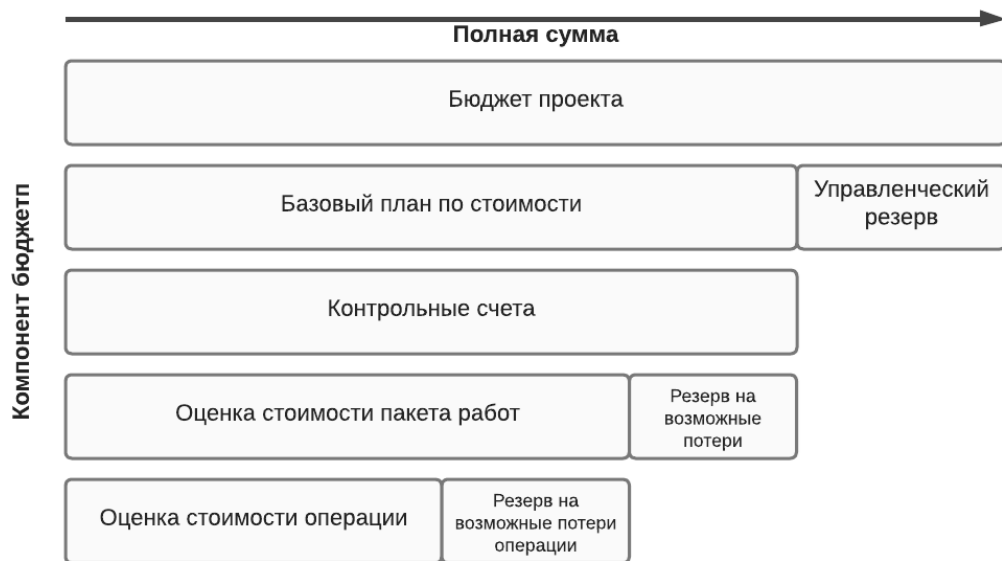 Полная сумма
Бюджет проекта
Компонент бюджетп
Базовый план по стоимости
Управленческий
резерв
Контрольные счета
Оценка стоимости пакета работ
Резерв на
возможные
потери
Оценка стоимости операции
Резерв на
возможные потери
операции